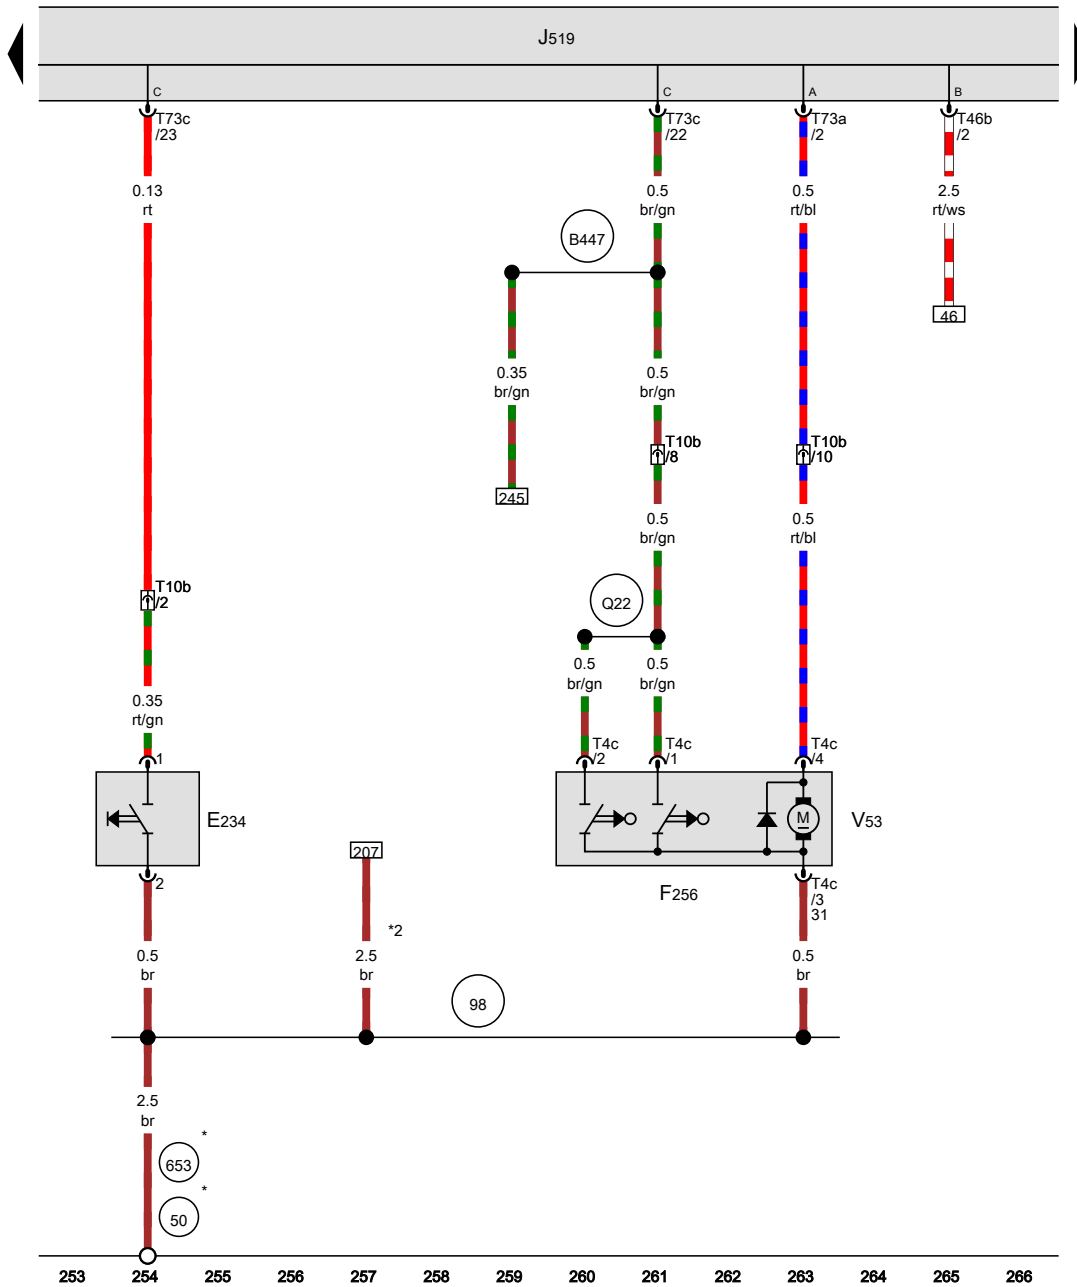 J519
C
C
A
B
T73c
/23
T73c
/22
T73a
/2
T46b
/2
0.13
rt
0.5
br/gn
0.5
rt/bl
2.5
rt/ws
B447
46
0.35
br/gn
0.5
br/gn
T10b
/8
T10b
/10
245
0.5
br/gn
0.5
rt/bl
T10b
/2
Q22
0.5
br/gn
0.5
br/gn
0.35
rt/gn
1
T4c
/2
T4c
/1
T4c
/4
E234
M
V53
207
2
F256
T4c
/3
31
*2
0.5
br
2.5
br
0.5
br
98
2.5
br
*
653
*
50
253 254 255 256 257 258 259 260 261 262 263 264 265 266